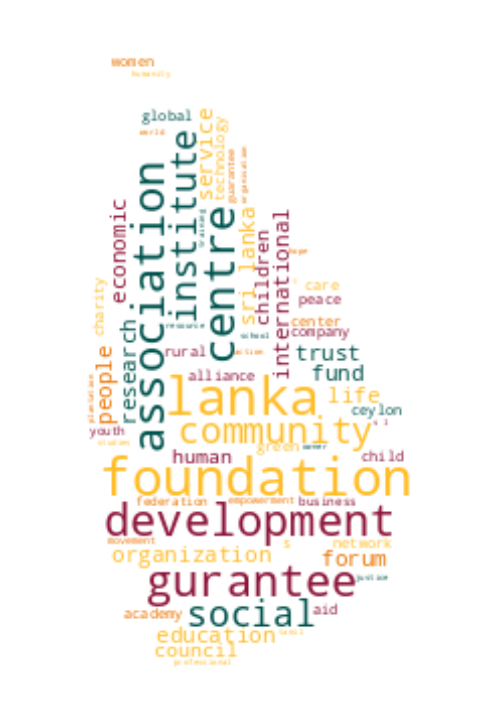 women
humanity
global
world
service
technology
institute
guarantee
organisation
association
economic
training
centre
sri lanka
children
international
hope
care
peace
charity
research
resource
school
center
company
people
rural
action
trust
alliance
fund
plantation
lanka
life
ceylon
youth
community
studies
green
human
child
foundation
federation
empowerment
business
development
movement
organization
s
network
forum
gurantee
justice
academy
social
aid
education
tamil
council
professional